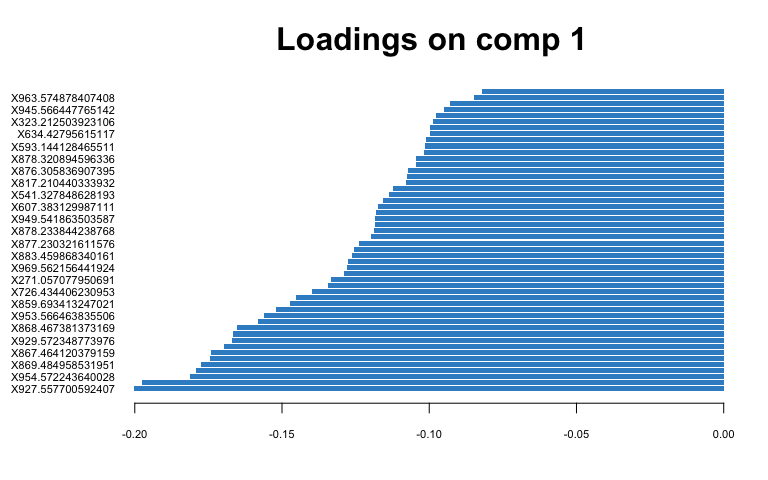 Loadings on comp 1
X963.574878407408
X945.566447765142
X323.212503923106
X634.42795615117
X593.144128465511
X878.320894596336
X876.305836907395
X817.210440333932
X541.327848628193
X607.383129987111
X949.541863503587
X878.233844238768
X877.230321611576
X883.459868340161
X969.562156441924
X271.057077950691
X726.434406230953
X859.693413247021
X953.566463835506
X868.467381373169
X929.572348773976
X867.464120379159
X869.484958531951
X954.572243640028
X927.557700592407
-0.20 -0.15 -0.10 -0.05 0.00